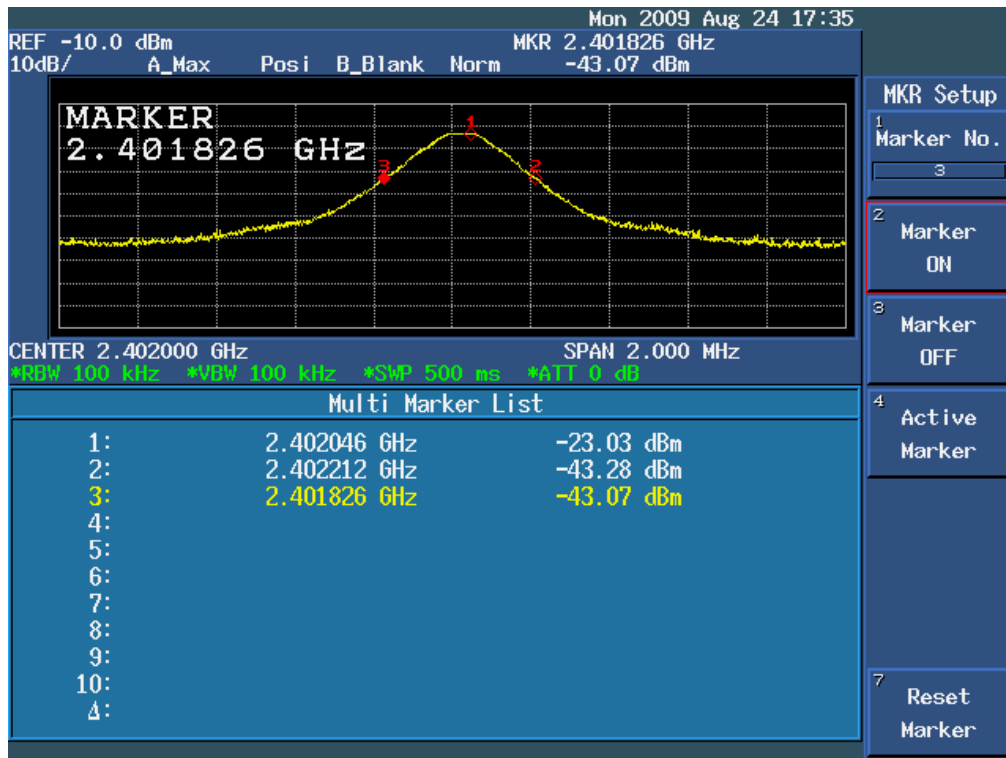 Mon 2009 Aug 24 17:35
REF -10.0 dBm MKR 2.401826 GHz
10dB/ A_Max Posi B_Blank Norm -43.07 dBm
MARKER
2.401826 GHz
1
3
2
CENTER 2.402000 GHz SPAN 2.000 MHz
*RBW 100 kHz *VBW 100 kHz *SWP 500 ms *ATT 0 dB
Multi Marker List
1: 2.402046 GHz -23.03 dBm
2: 2.402212 GHz -43.28 dBm
3: 2.401826 GHz -43.07 dBm
4:
5:
6:
7:
8:
9:
10:
Δ:
MKR Setup
1
Marker No.
3
2
Marker
ON
3
Marker
OFF
4
Active
Marker
7
Reset
Marker